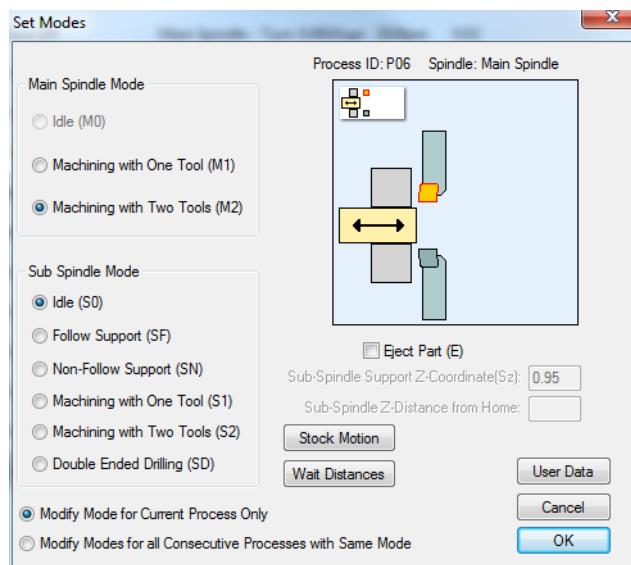 Set Modes
Process ID: P06 Spindle: Main Spindle
Main Spindle Mode
Idle (M0)
Machining with One Tool (M1)
Machining with Two Tools (M2)
Sub Spindle Mode
Idle (S0)
Follow Support (SF)
Non-Follow Support (SN)
Machining with One Tool (S1)
Machining with Two Tools (S2)
Double Ended Drilling (SD)
Eject Part (E)
Sub-Spindle Support Z-Coordinate(Sz): 0.95
Sub-Spindle Z-Distance from Home:
Stock Motion
Wait Distances
User Data
Cancel
OK
Modify Mode for Current Process Only
Modify Modes for all Consecutive Processes with Same Mode